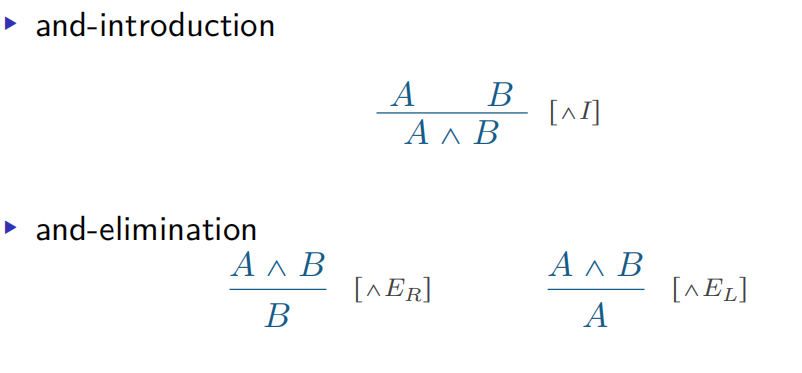 ▶ and-introduction
A B
[∧I]
A ∧ B
▶ and-elimination
A ∧ B A ∧ B
[∧E_R] [∧E_L]
B A